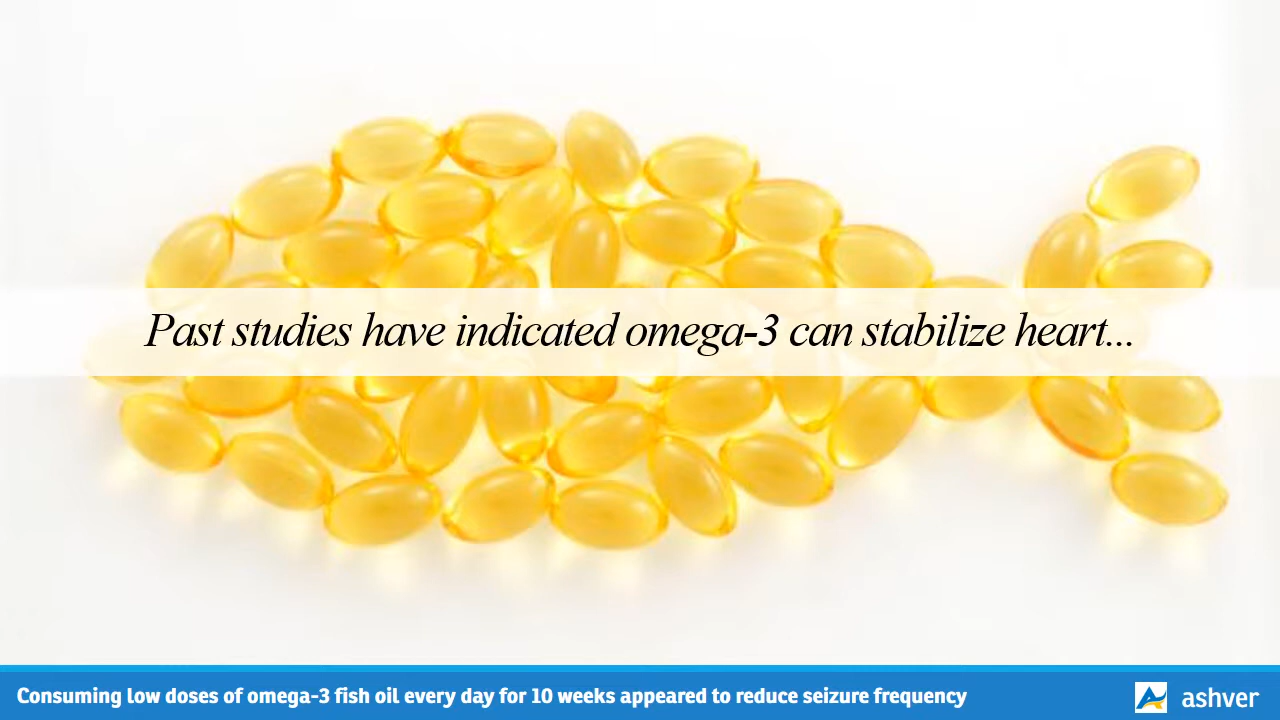 Past studies have indicated omega-3 can stabilize heart...
Consuming low doses of omega-3 fish oil every day for 10 weeks appeared to reduce seizure frequency
ashver